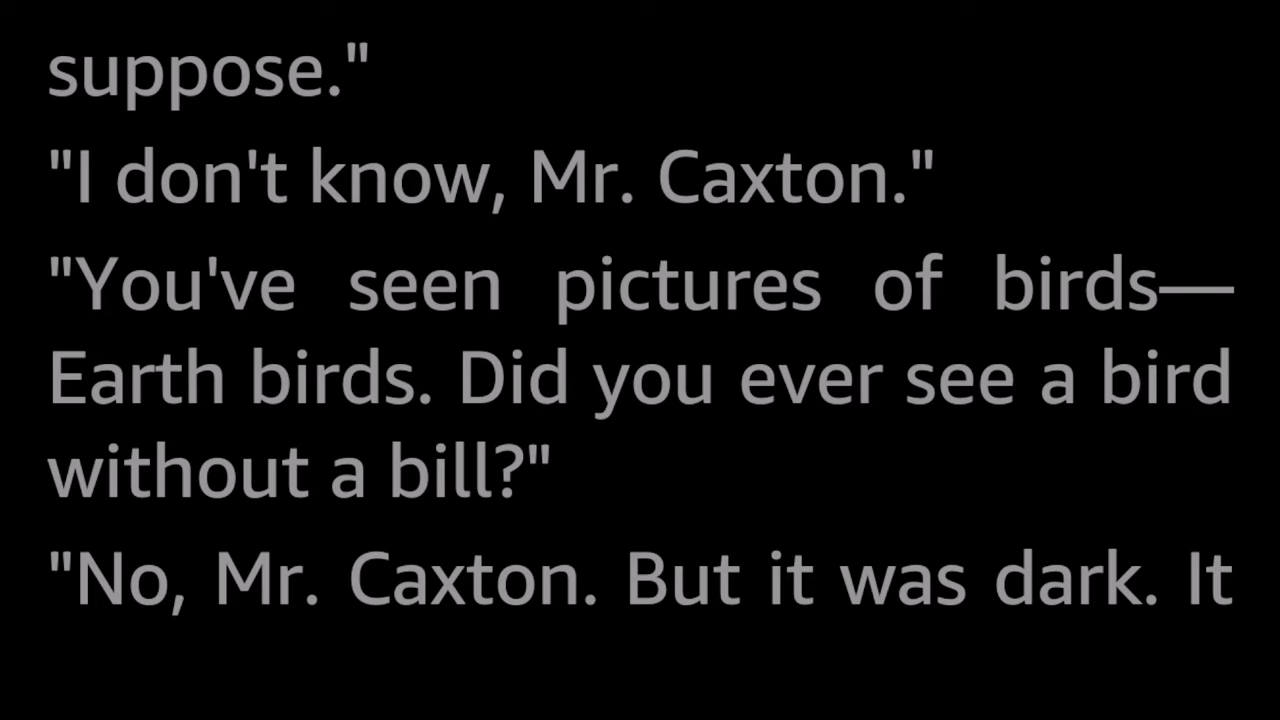 suppose."
"I don't know, Mr. Caxton."
"You've seen pictures of birds—
Earth birds. Did you ever see a bird
without a bill?"
"No, Mr. Caxton. But it was dark. It